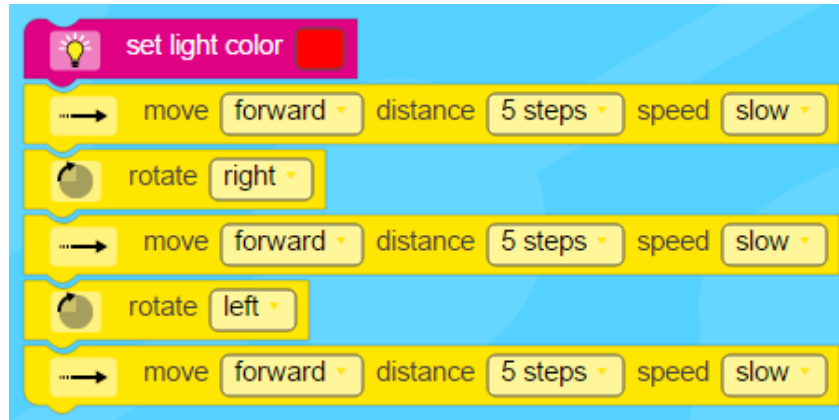 set light color
move forward distance 5 steps speed slow
rotate right
move forward distance 5 steps speed slow
rotate left
move forward distance 5 steps speed slow